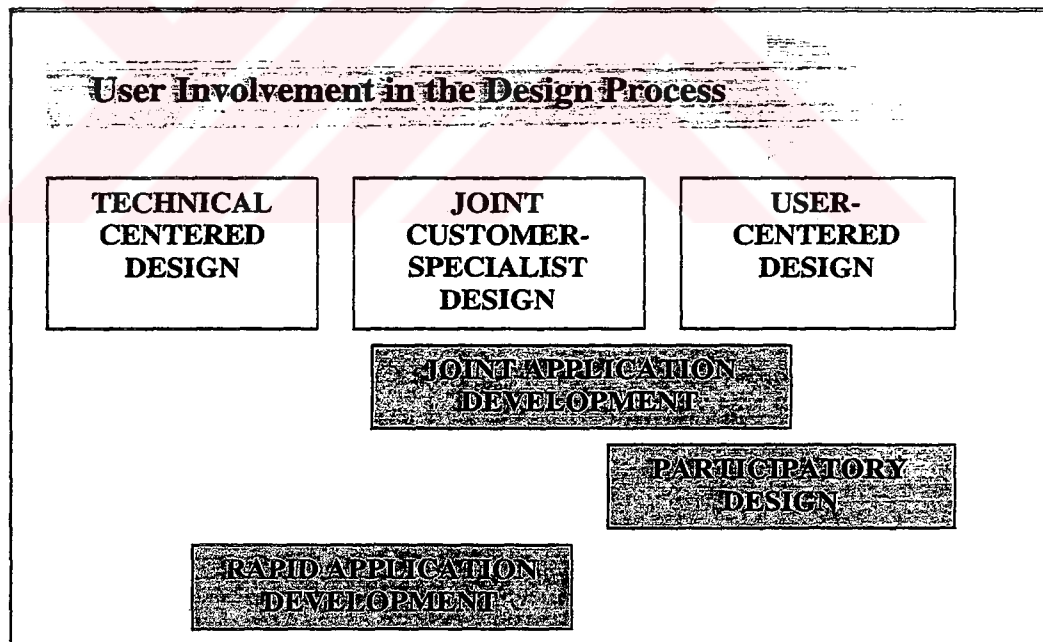 User Involvement in the Design Process
TECHNICAL
CENTERED
DESIGN
JOINT
CUSTOMER-
SPECIALIST
DESIGN
USER-
CENTERED
DESIGN
JOINT APPLICATION
DEVELOPMENT
PARTICIPATORY
DESIGN
RAPID APPLICATION
DEVELOPMENT